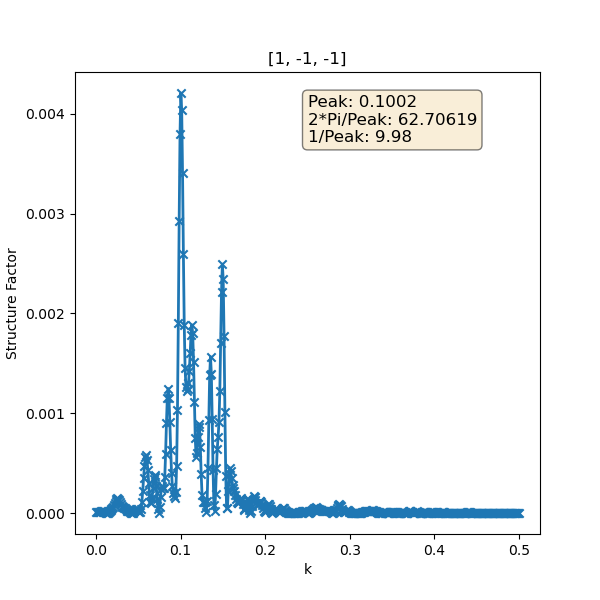 [1, -1, -1]
Peak: 0.1002
2*Pi/Peak: 62.70619
1/Peak: 9.98
Structure Factor
0.004
0.003
0.002
0.001
0.000
0.0 0.1 0.2 0.3 0.4 0.5
k